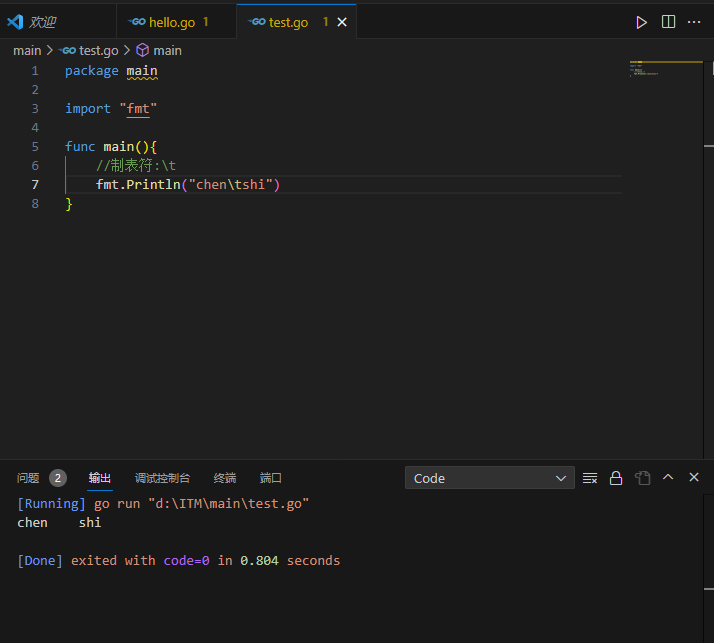 欢迎 hello.go 1 test.go 1
main > test.go > main
1 package main
2
3 import "fmt"
4
5 func main(){
6 //制表符:\t
7 fmt.Println("chen\tshi")
8 }
问题 2 输出 调试控制台 终端 端口 Code
[Running] go run "d:\ITM\main\test.go"
chen    shi
[Done] exited with code=0 in 0.804 seconds